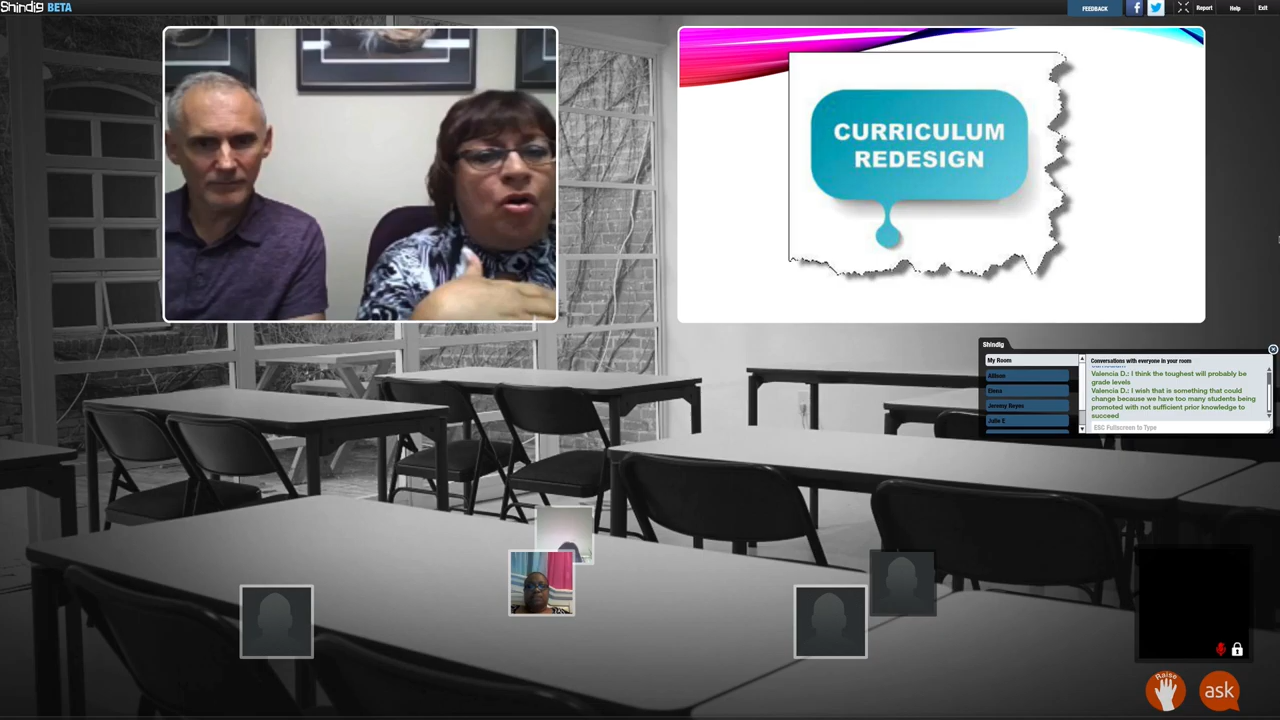 Shindig BETA
FEEDBACK
Report
Help
Exit
CURRICULUM
REDESIGN
Shindig
My Room
Conversations with everyone in your room
Allison
Elena
Jeremy Reyes
Julie E
Valencia D.: I think the toughest will probably be
grade levels
Valencia D.: I wish that is something that could
change because we have too many students being
promoted with not sufficient prior knowledge to
succeed
ESC Fullscreen to Type
Raise
ask